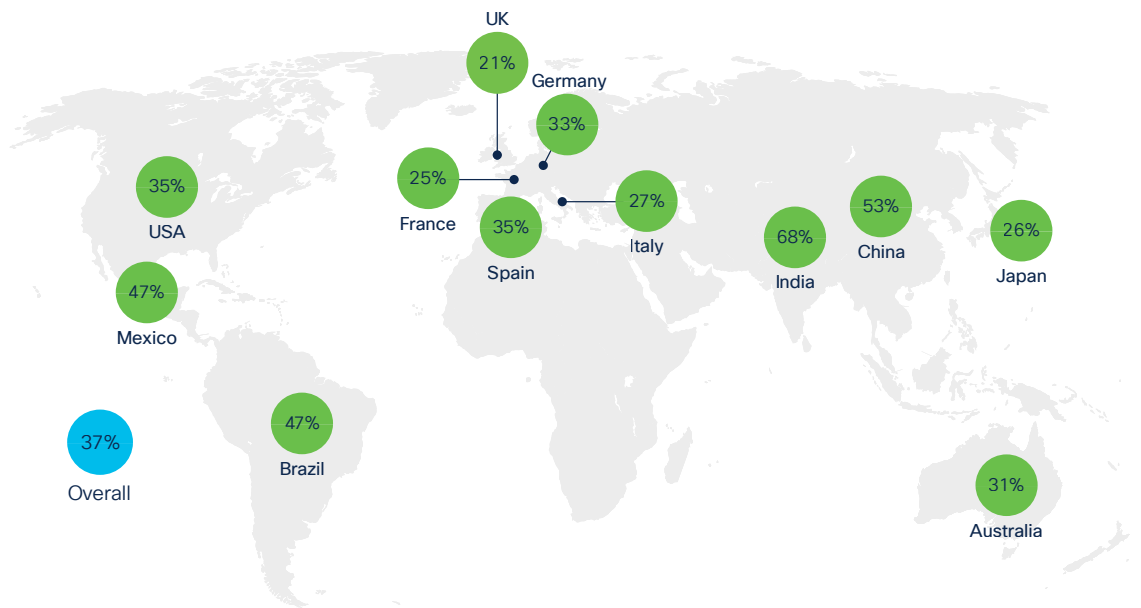 UK
21%
Germany
33%
25%
France
35%
Spain
27%
Italy
35%
USA
47%
Mexico
68%
India
53%
China
26%
Japan
47%
Brazil
37%
Overall
31%
Australia